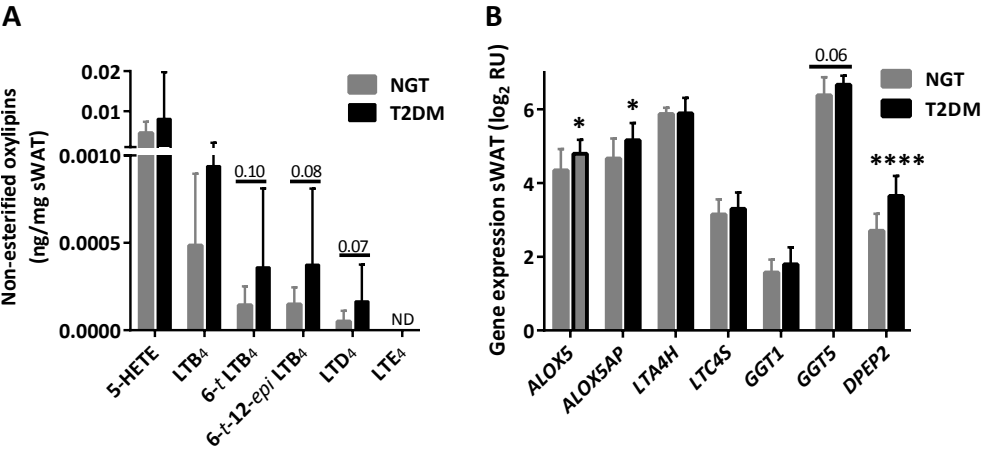 A
Non-esterified oxylipins
(ng/mg sWAT)
0.02
0.01
0.0010
0.0005
0.0000
NGT
T2DM
0.10
0.08
0.07
ND
5-HETE
LTB4
6-t LTB4
6-t-12-epi LTB4
LTD4
LTE4
B
Gene expression sWAT (log2 RU)
6
4
2
0
NGT
T2DM
*
*
0.06
****
ALOX5
ALOX5AP
LTA4H
LTC4S
GGT1
GGT5
DPEP2